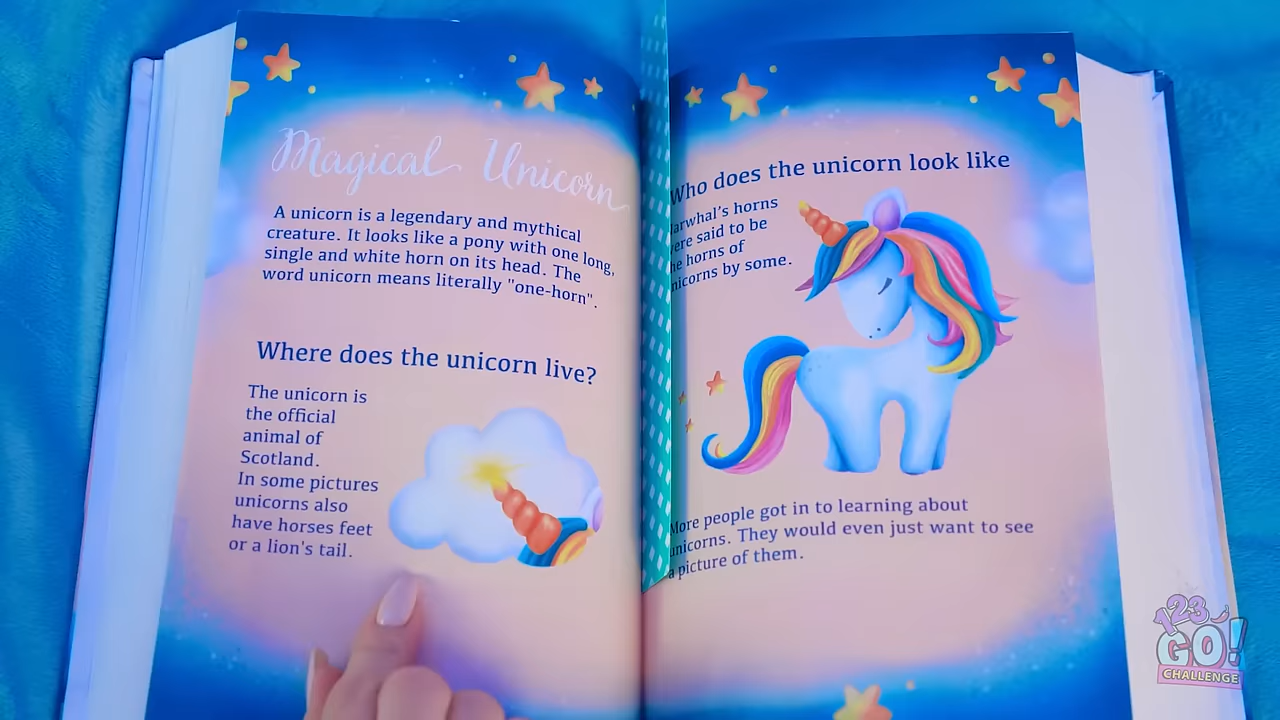 Magical Unicorn
A unicorn is a legendary and mythical
creature. It looks like a pony with one long,
single and white horn on its head. The
word unicorn means literally "one-horn".
Where does the unicorn live?
The unicorn is
the official
animal of
Scotland.
In some pictures
unicorns also
have horses feet
or a lion's tail.
Who does the unicorn look like
arwhal's horns
ere said to be
he horns of
nicorns by some.
More people got in to learning about
unicorns. They would even just want to see
a picture of them.
123
GO!
CHALLENGE